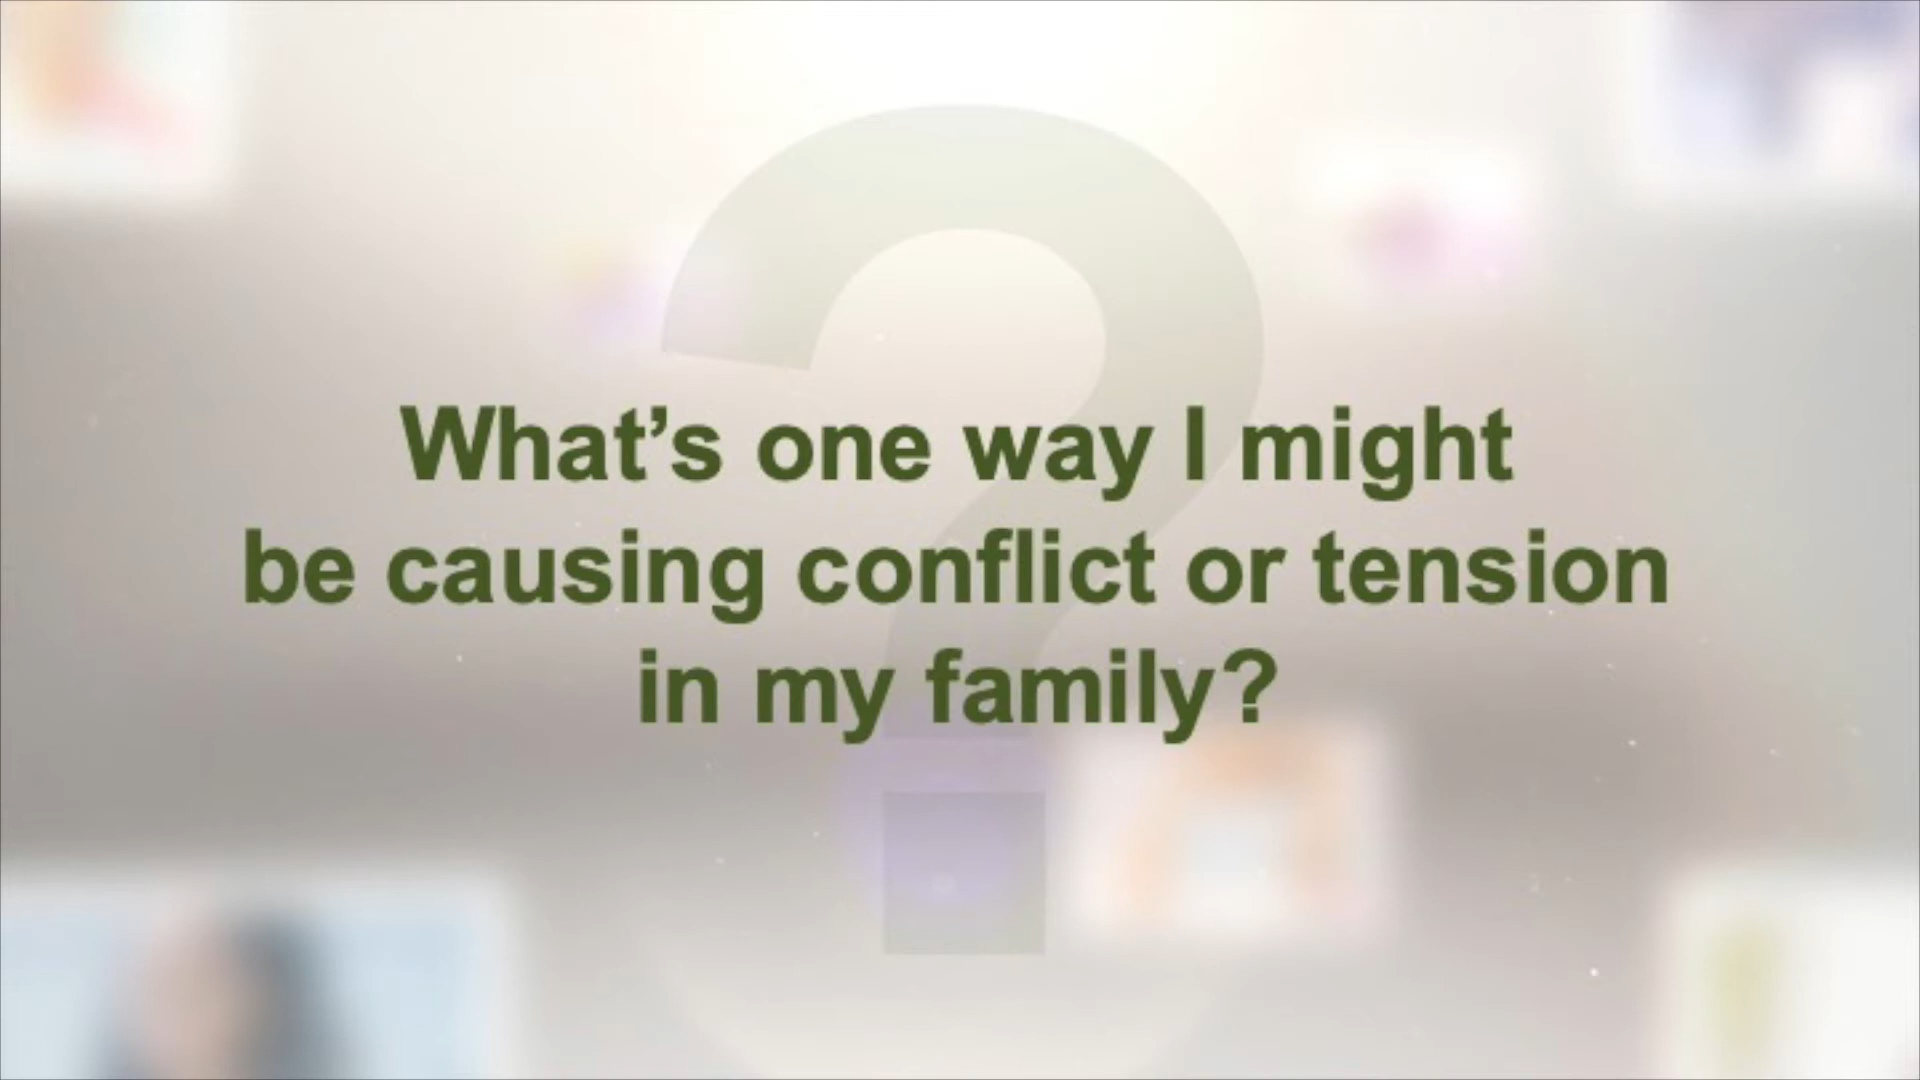 What’s one way I might
be causing conflict or tension
in my family?